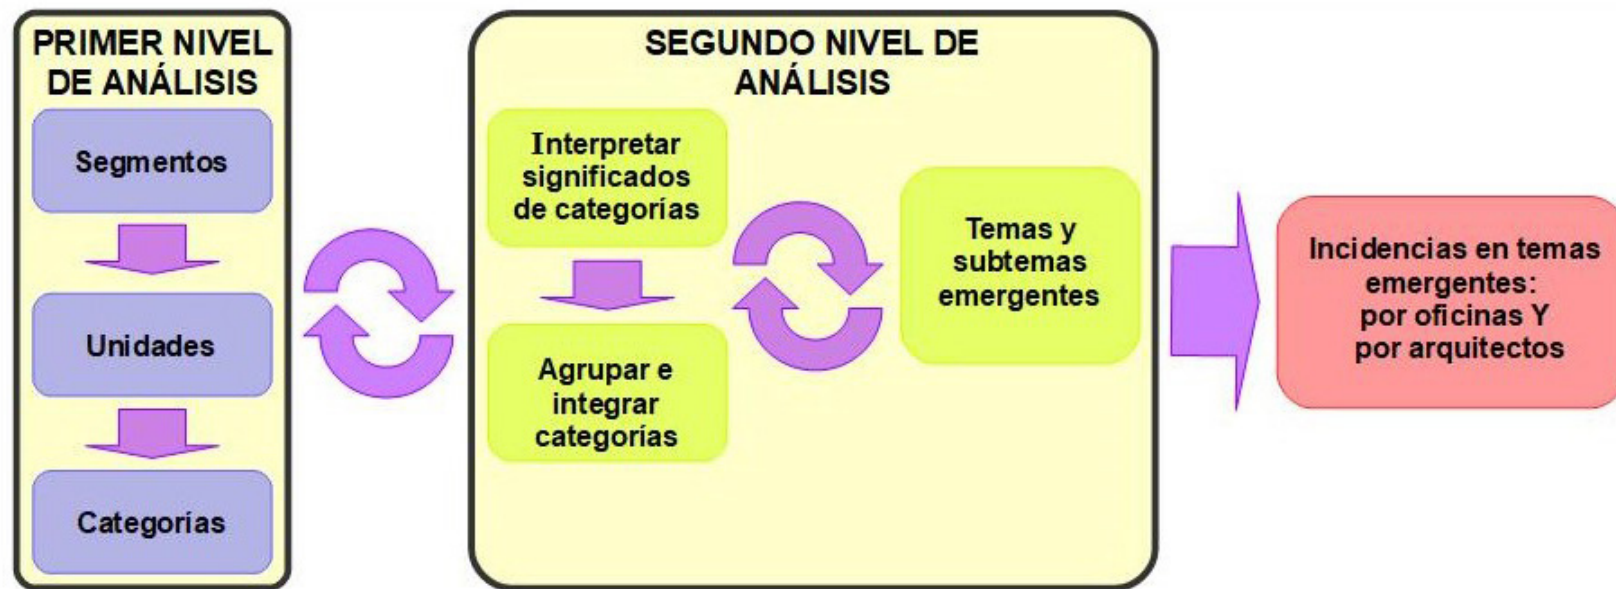 PRIMER NIVEL
DE ANÁLISIS
Segmentos
Unidades
Categorías
SEGUNDO NIVEL DE
ANÁLISIS
Interpretar
significados
de categorías
Agrupar e
integrar
categorías
Temas y
subtemas
emergentes
Incidencias en temas
emergentes:
por oficinas Y
por arquitectos